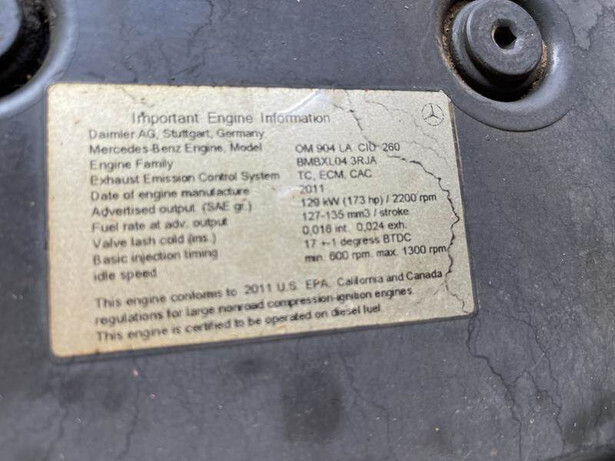 Important Engine Information
Daimler AG, Stuttgart, Germany
Mercedes-Benz Engine, Model OM 904 LA CID 260
Engine Family BMBXL04.3RJA
Exhaust Emission Control System TC, ECM, CAC
Date of engine manufacture 2011
Advertised output (SAE gr.) 129 kW (173 hp) / 2200 rpm
Fuel rate at adv. output 127-135 mm3 / stroke
Valve lash cold (ins.) 0,016 int. 0,024 exh.
Basic injection timing 17 +-1 degress BTDC
idle speed min. 600 rpm. max. 1300 rpm
This engine conforms to 2011 U.S. EPA, California and Canada
regulations for large nonroad compression-ignition engines.
This engine is certified to be operated on diesel fuel.